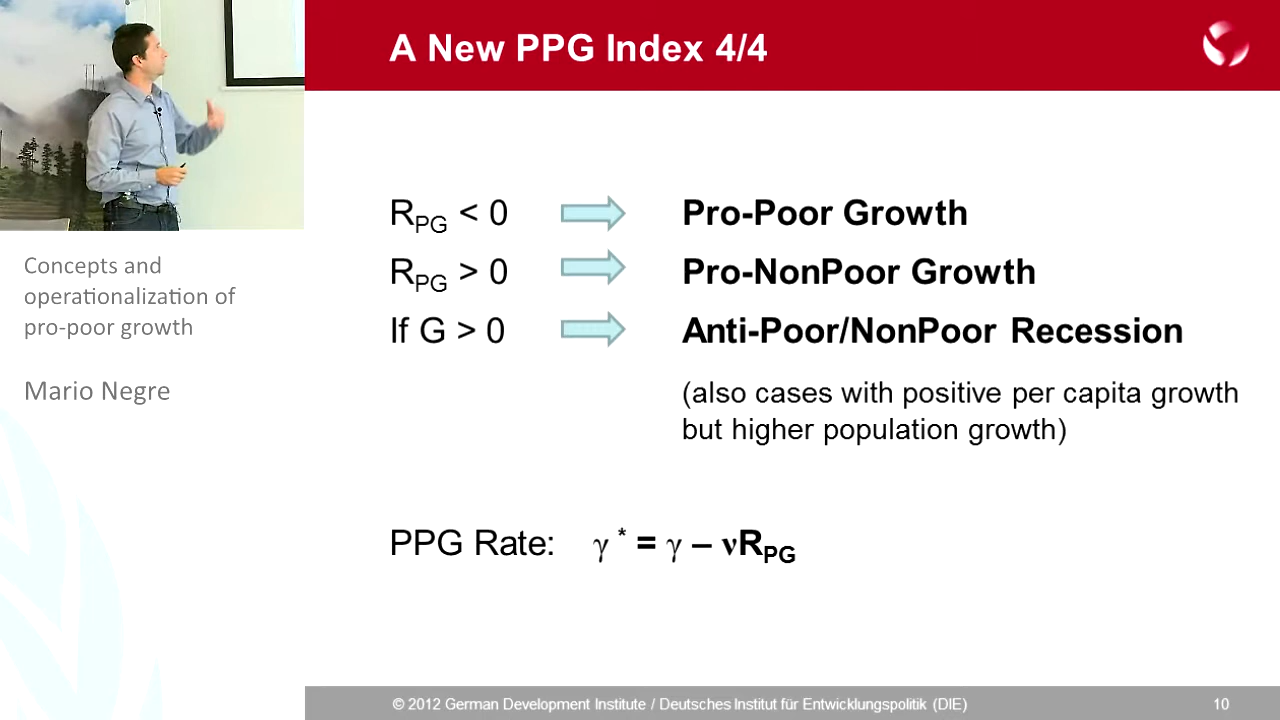 A New PPG Index 4/4
R_PG < 0 Pro-Poor Growth
R_PG > 0 Pro-NonPoor Growth
If G > 0 Anti-Poor/NonPoor Recession
(also cases with positive per capita growth
but higher population growth)
PPG Rate: γ * = γ – νR_PG
Concepts and
operationalization of
pro-poor growth
Mario Negre
© 2012 German Development Institute / Deutsches Institut für Entwicklungspolitik (DIE) 10